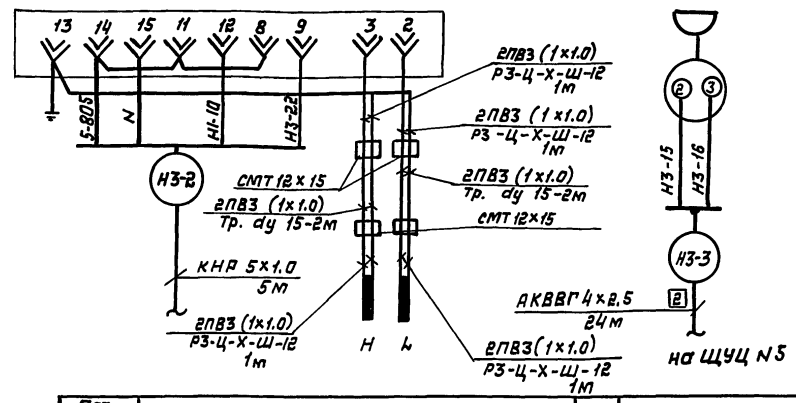 13 14 15 11 12 8 9 3 2
5-805
N
Н1-10
Н3-22
Н3-2
КНР 5×1.0
5м
2ПВ3 (1×1.0)
Р3-Ц-Х-Ш-12
1м
2ПВ3 (1×1.0)
Р3-Ц-Х-Ш-12
1м
СМТ 12×15
2ПВ3 (1×1.0)
Тр. dy 15-2м
2ПВ3 (1×1.0)
Тр. dy 15-2м
СМТ 12×15
2ПВ3 (1×1.0)
Р3-Ц-Х-Ш-12
1м
H L
2ПВ3 (1×1.0)
Р3-Ц-Х-Ш-12
1м
2 3
Н3-15
Н3-16
Н3-3
АКВВГ 4×2,5
24м
2
на ЩУЦ N5